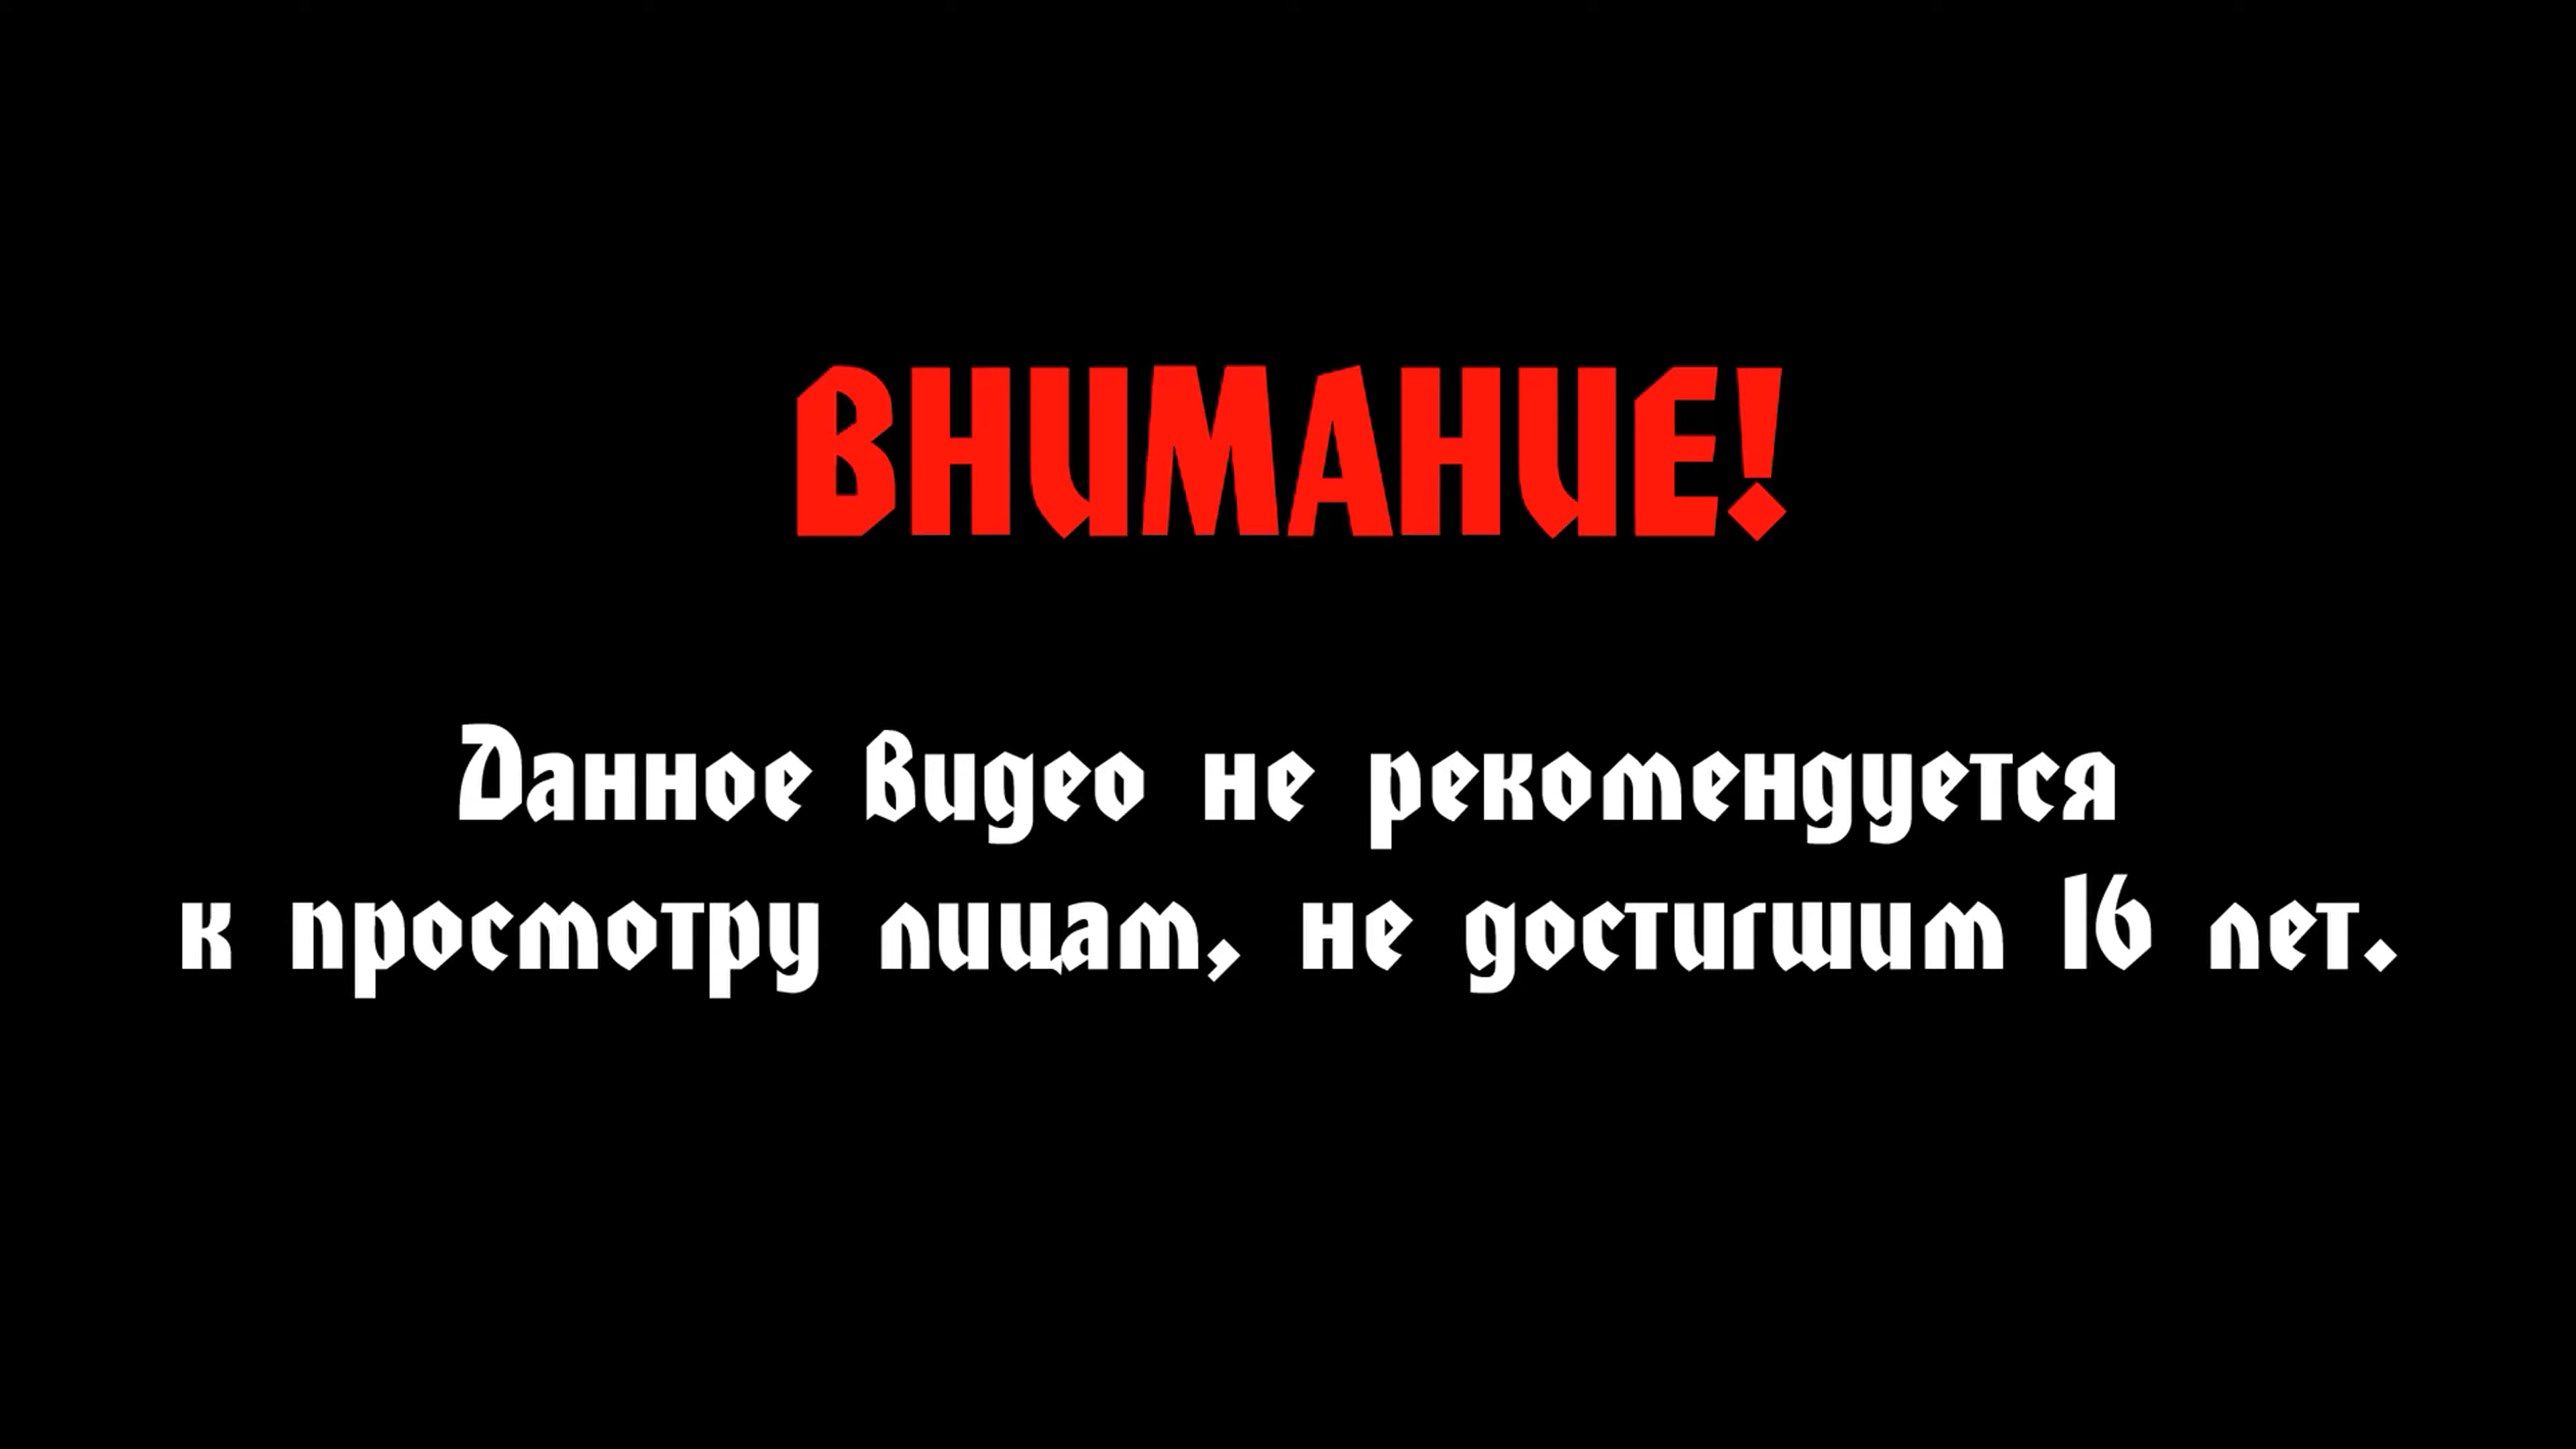 ВНИМАНИЕ!
Данное видео не рекомендуется
к просмотру лицам, не достигшим 16 лет.